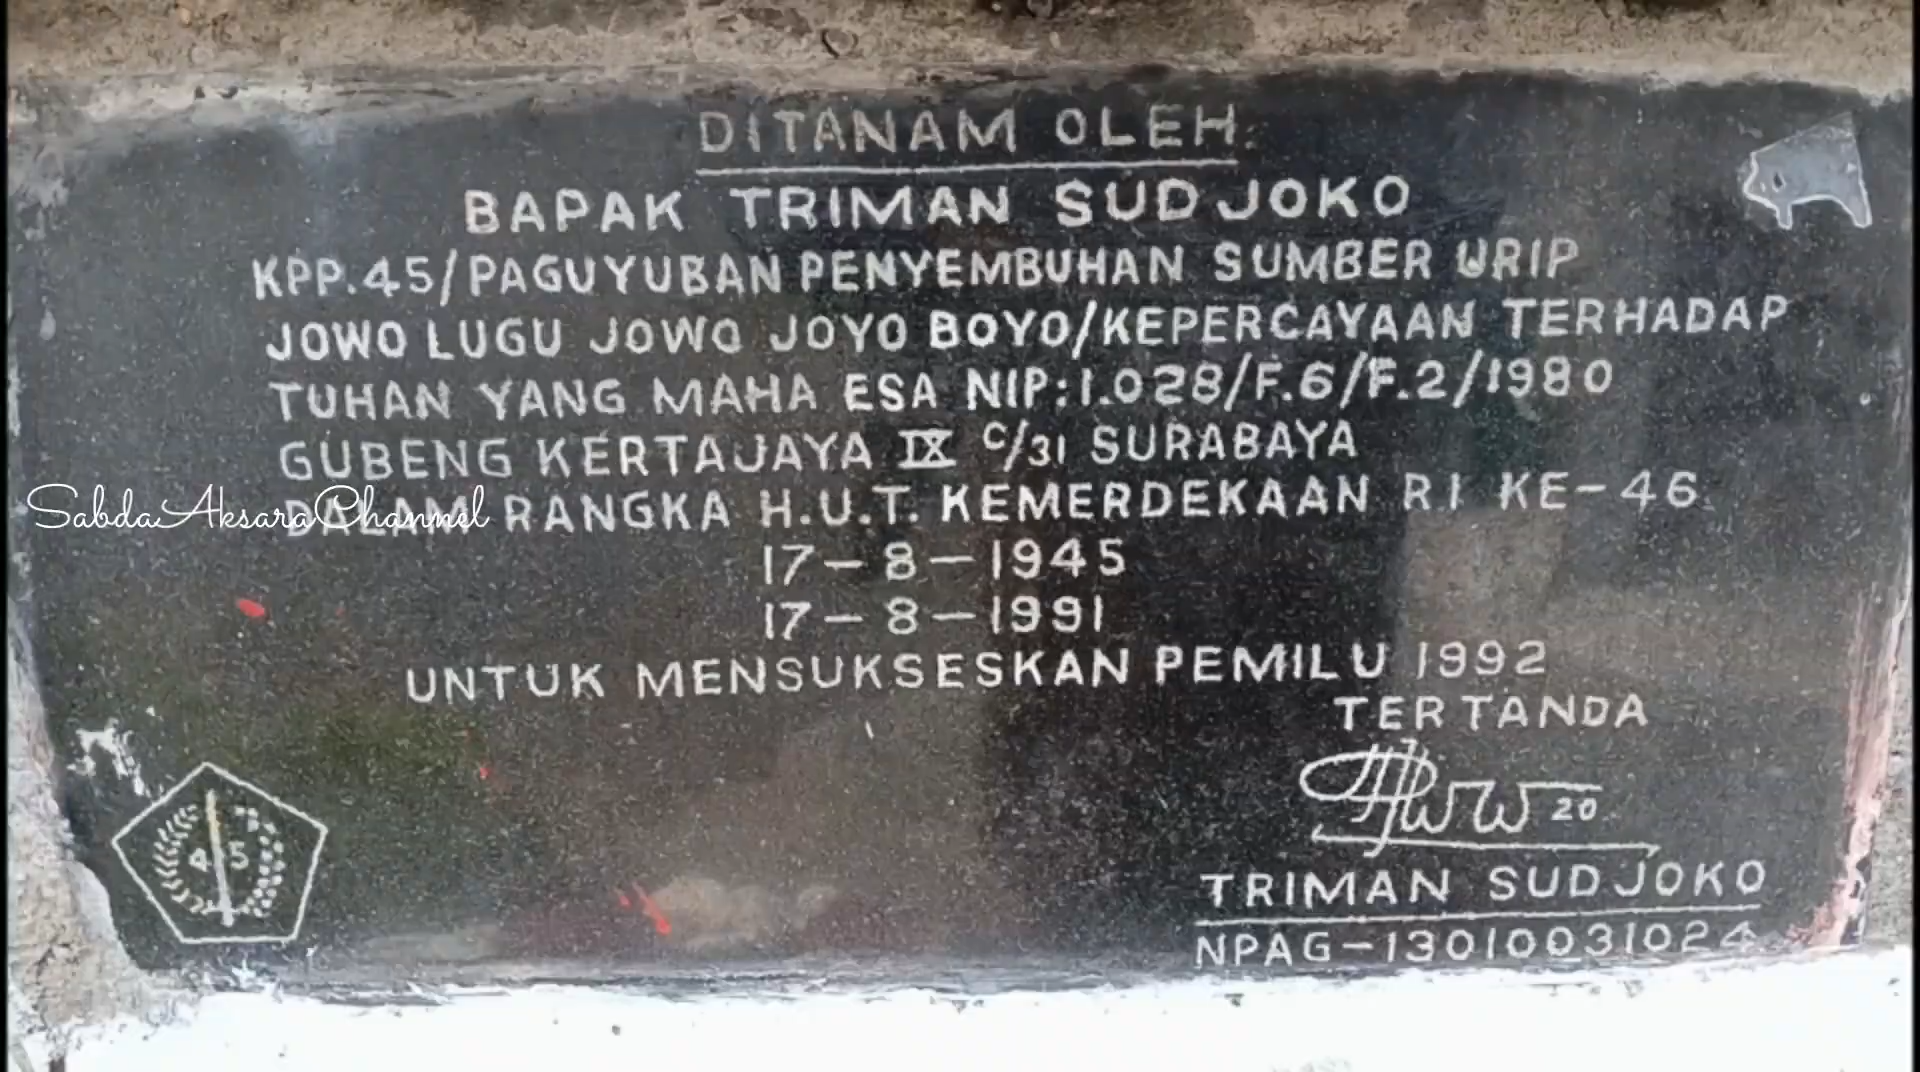 DITANAM OLEH:
BAPAK TRIMAN SUDJOKO
KPP.45/PAGUYUBAN PENYEMBUHAN SUMBER URIP
JOWO LUGU JOWO JOYO BOYO/KEPERCAYAAN TERHADAP
TUHAN YANG MAHA ESA NIP:1.028/F.6/F.2/1980
GUBENG KERTAJAYA IX C/31 SURABAYA
DALAM RANGKA H.U.T. KEMERDEKAAN RI KE-46
SabdaAksaraChannel
17-8-1945
17-8-1991
UNTUK MENSUKSESKAN PEMILU 1992
TERTANDA
20
45
TRIMAN SUDJOKO
NPAG-13010031024